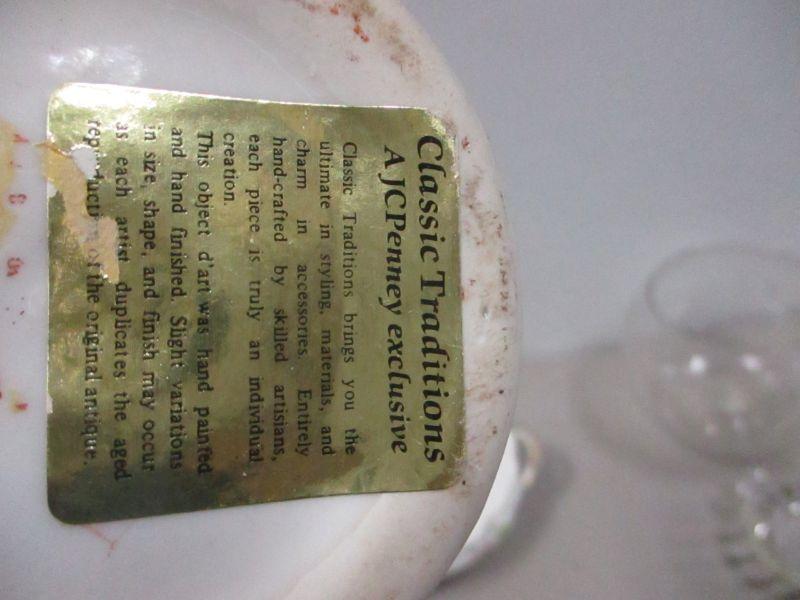 Classic Traditions
A JCPenney exclusive
Classic Traditions brings you the
ultimate in styling, materials, and
charm in accessories. Entirely
hand-crafted by skilled artisians,
each piece is truly an individual
creation.
This object d'art was hand painted
and hand finished. Slight variations
in size, shape, and finish may occur
as each artist duplicates the aged
reproduction of the original antique.